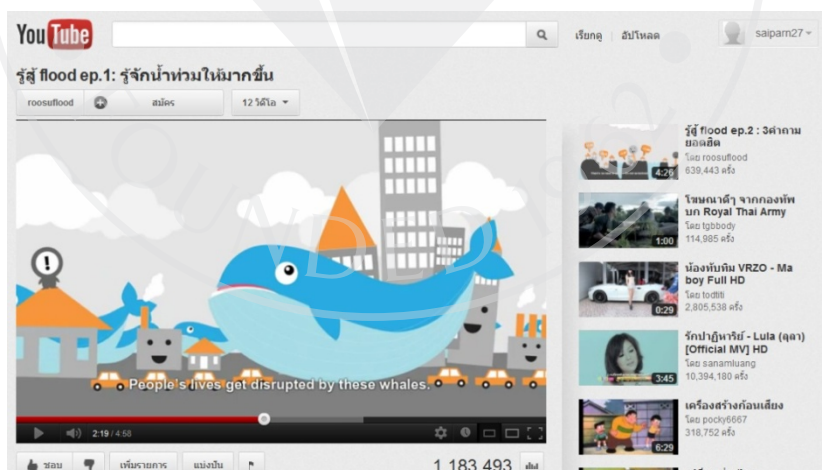 YouTube
เรียกดู
อัปโหลด
saiparn27
รู้สู้ flood ep.1: รู้จักน้ำท่วมให้มากขึ้น
roosuflood
สมัคร
12 วิดีโอ
!
People's lives get disrupted by these whales.
2:19 / 4:58
ชอบ
เพิ่มรายการ
แบ่งปัน
1,183,493
4:26
รู้สู้ flood ep.2 : 3คำถาม
ยอดฮิต
โดย roosuflood
639,443 ครั้ง
1:00
โฆษณาดีๆ จากกองทัพ
บก Royal Thai Army
โดย tgbbody
114,985 ครั้ง
0:29
น้องทับทิม VRZO - Ma
boy Full HD
โดย todtiti
2,805,538 ครั้ง
3:45
รักปาฏิหาริย์ - Lula (ลุลา)
[Official MV] HD
โดย sanamluang
10,394,180 ครั้ง
6:29
เครื่องสร้างก้อนเสียง
โดย pocky6667
318,752 ครั้ง